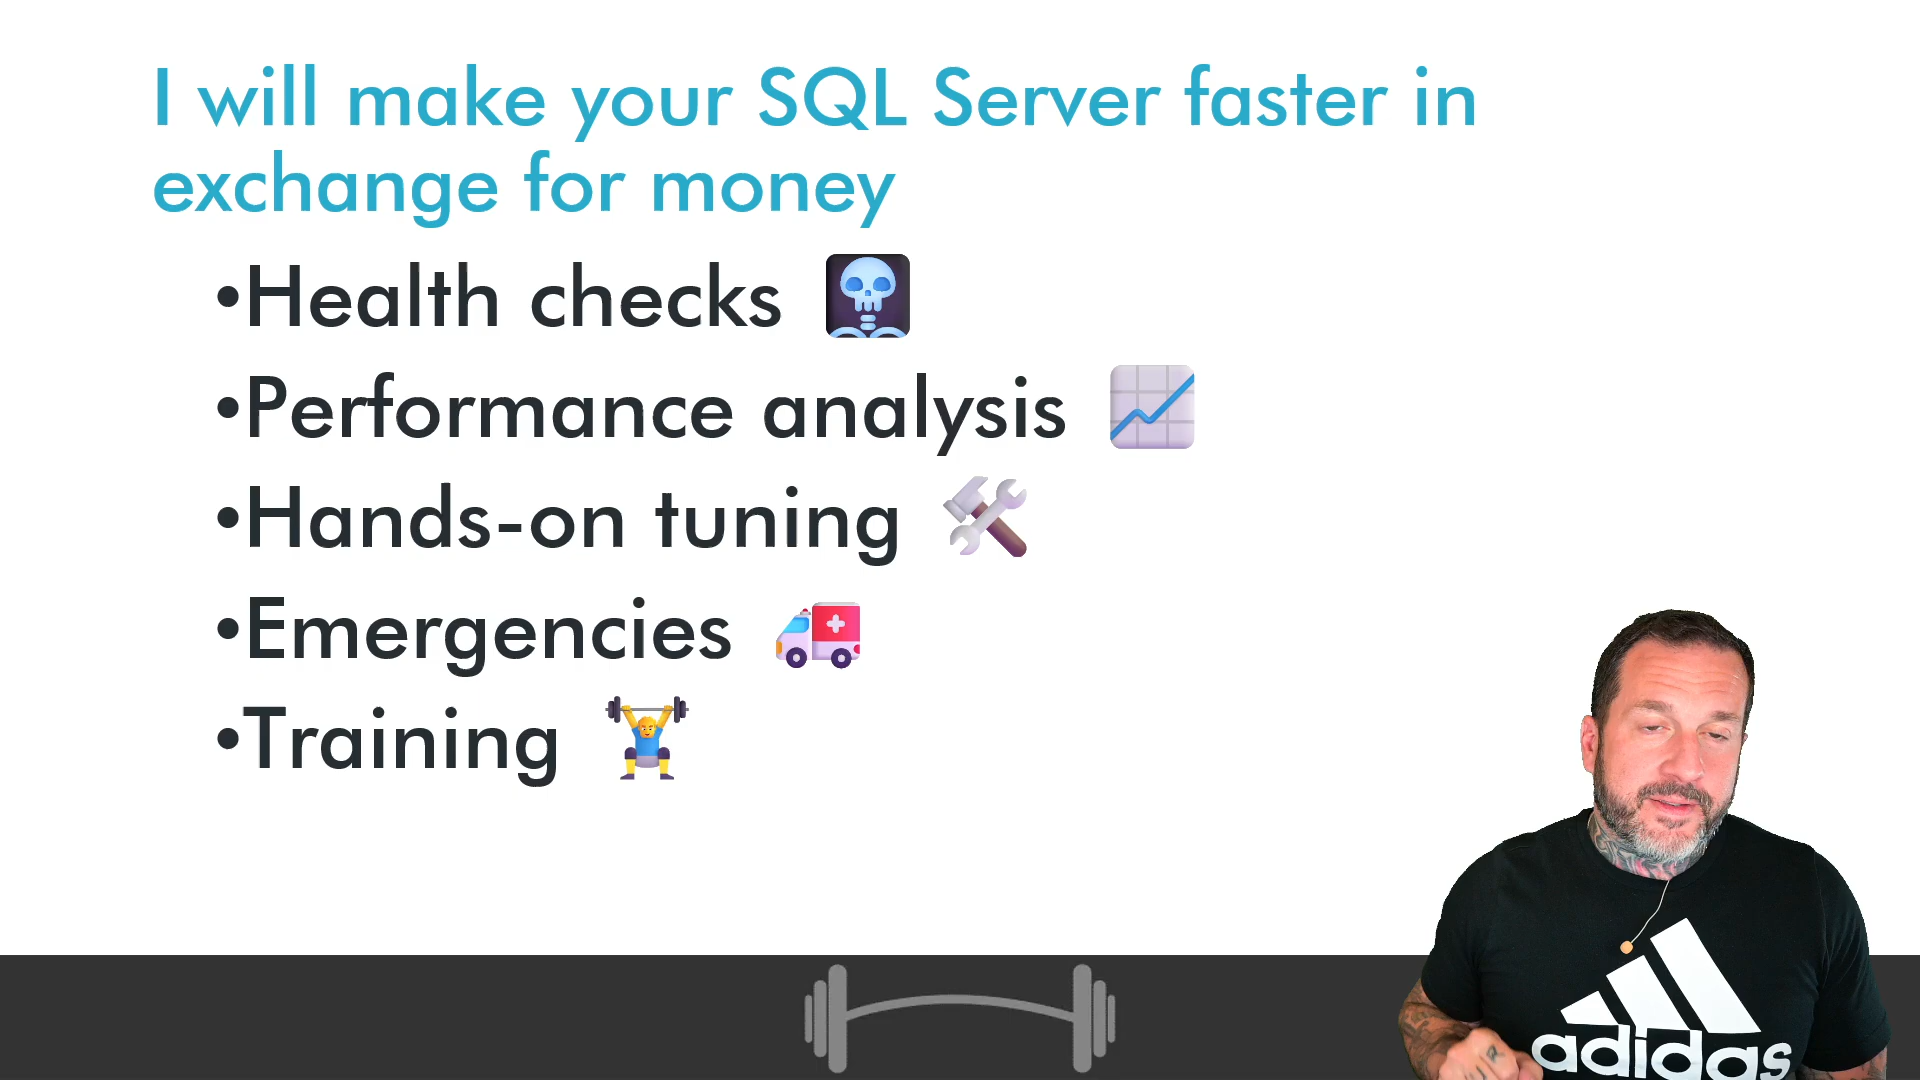 I will make your SQL Server faster in
exchange for money
•Health checks
•Performance analysis
•Hands-on tuning
•Emergencies
•Training
adidas